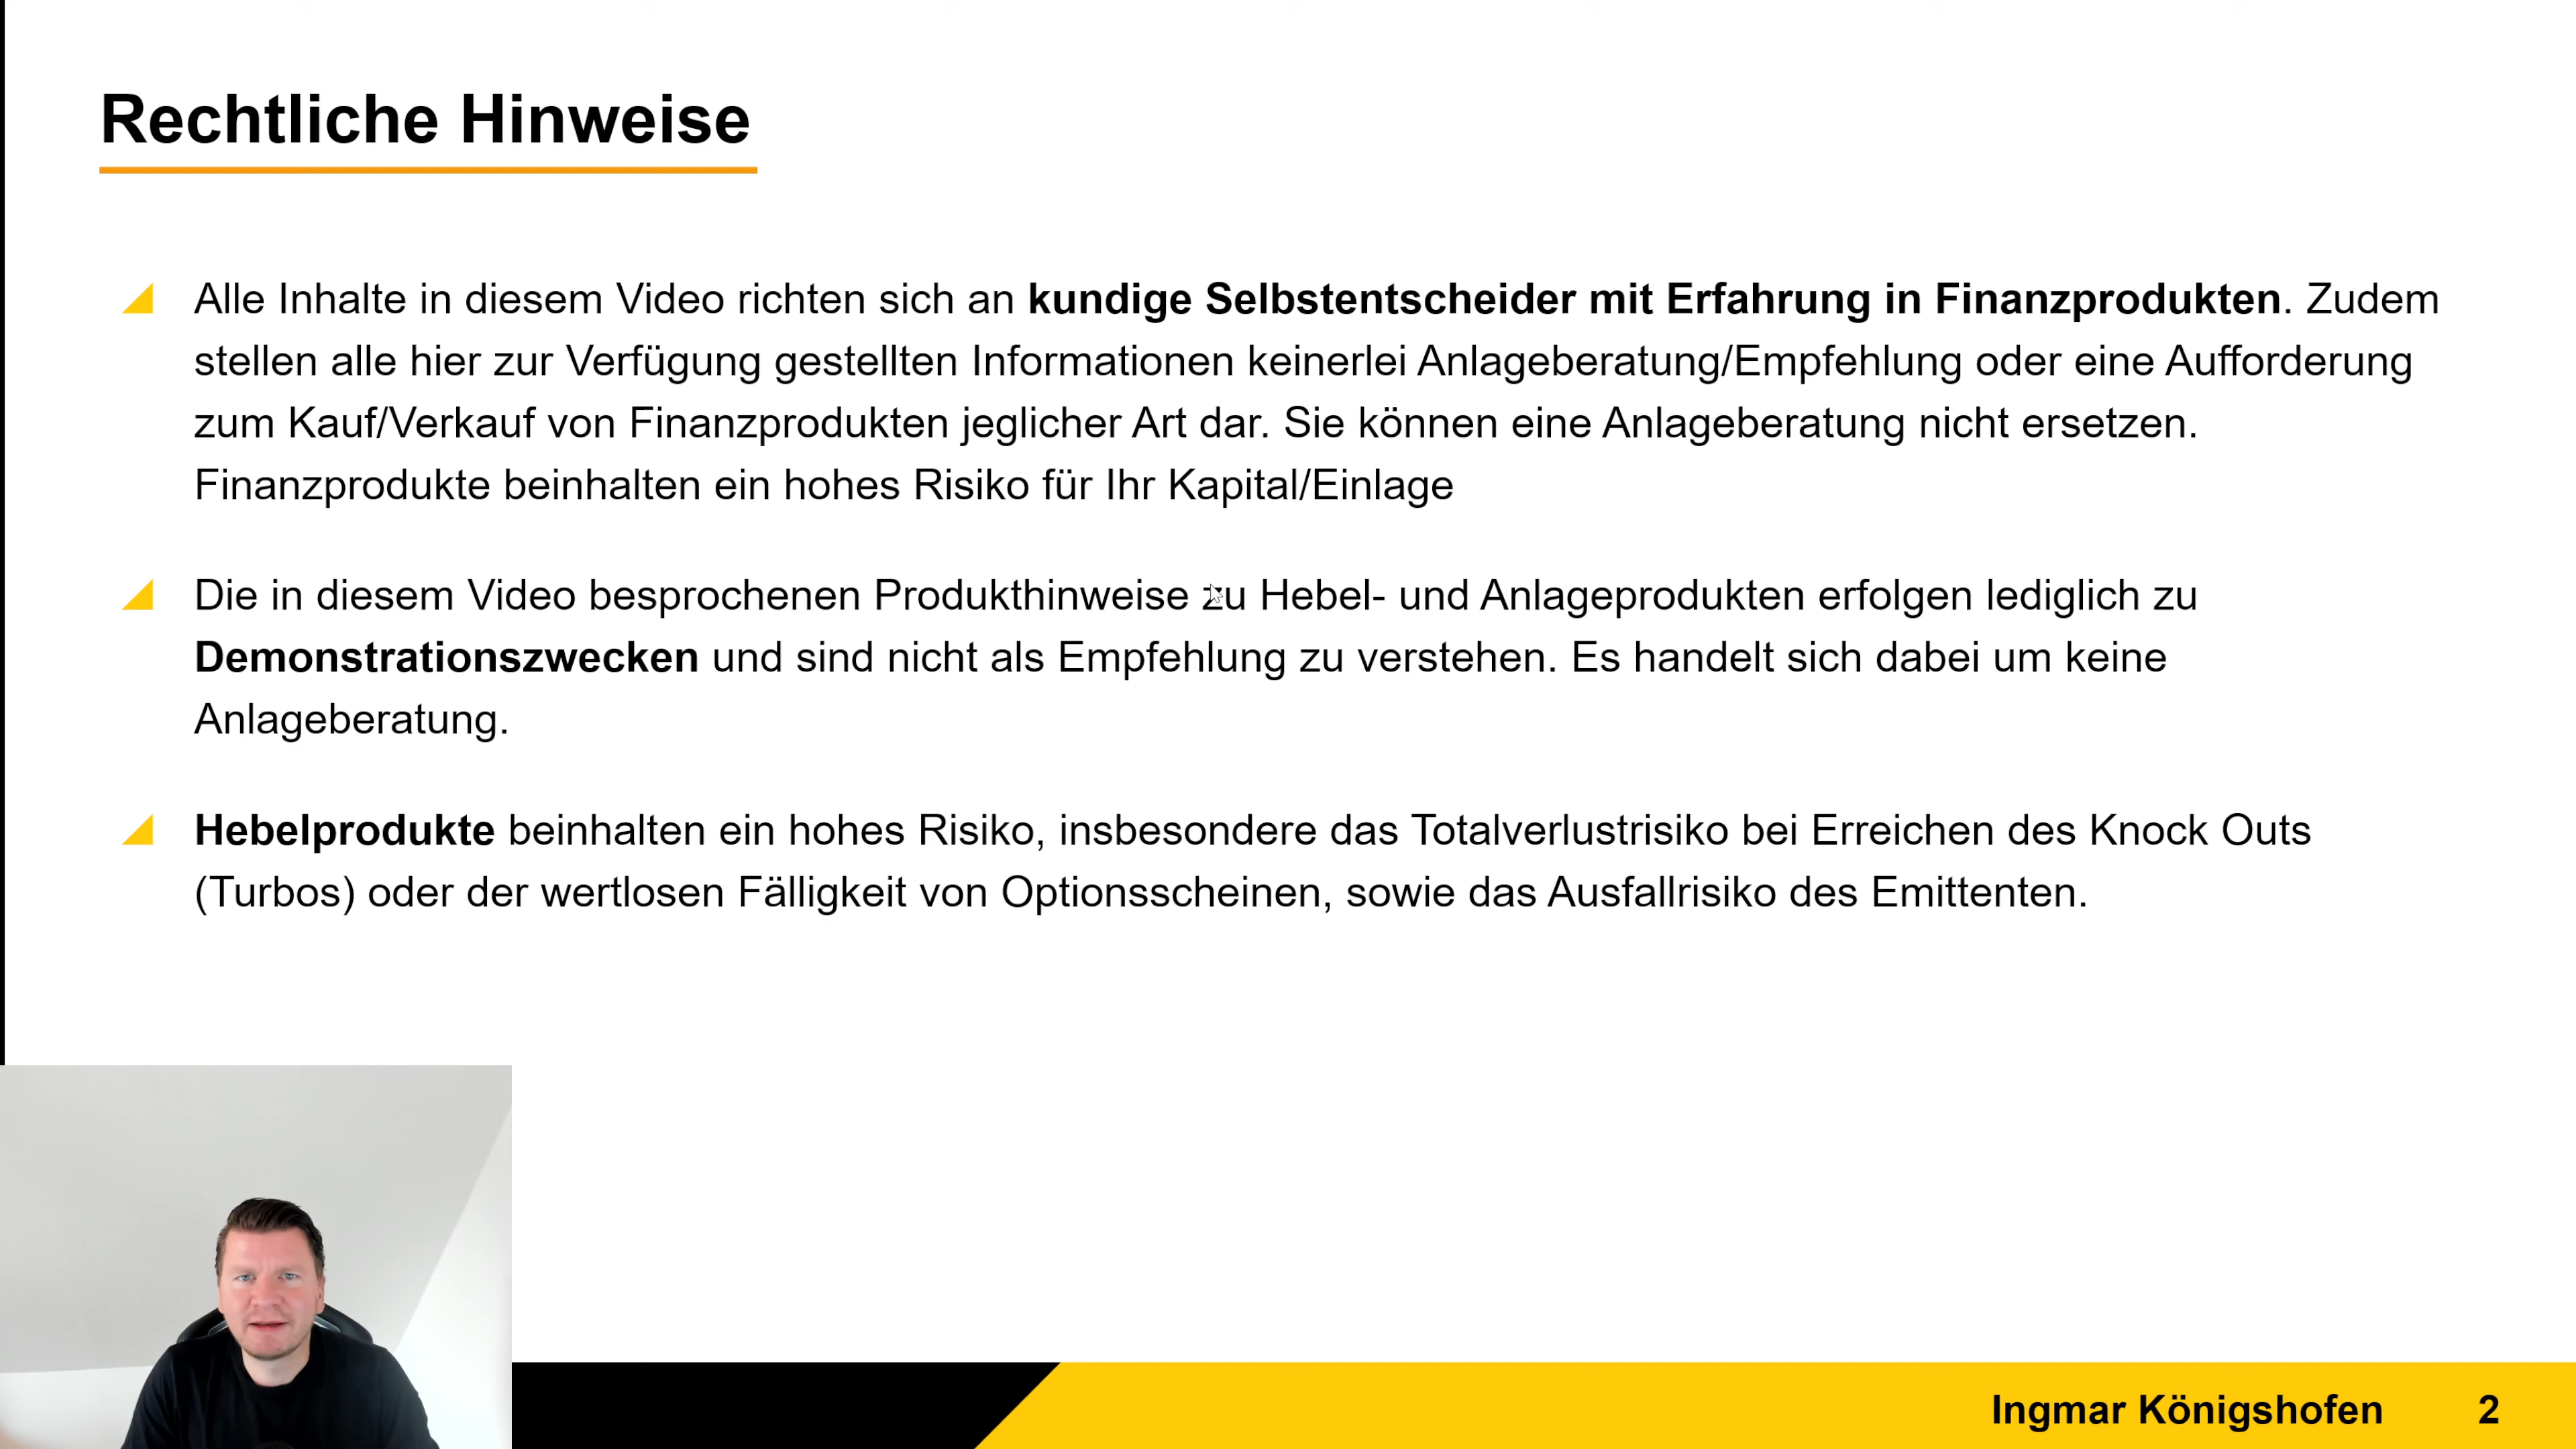 Rechtliche Hinweise
Alle Inhalte in diesem Video richten sich an kundige Selbstentscheider mit Erfahrung in Finanzprodukten. Zudem
stellen alle hier zur Verfügung gestellten Informationen keinerlei Anlageberatung/Empfehlung oder eine Aufforderung
zum Kauf/Verkauf von Finanzprodukten jeglicher Art dar. Sie können eine Anlageberatung nicht ersetzen.
Finanzprodukte beinhalten ein hohes Risiko für Ihr Kapital/Einlage
Die in diesem Video besprochenen Produkthinweise zu Hebel- und Anlageprodukten erfolgen lediglich zu
Demonstrationszwecken und sind nicht als Empfehlung zu verstehen. Es handelt sich dabei um keine
Anlageberatung.
Hebelprodukte beinhalten ein hohes Risiko, insbesondere das Totalverlustrisiko bei Erreichen des Knock Outs
(Turbos) oder der wertlosen Fälligkeit von Optionsscheinen, sowie das Ausfallrisiko des Emittenten.
Ingmar Königshofen 2